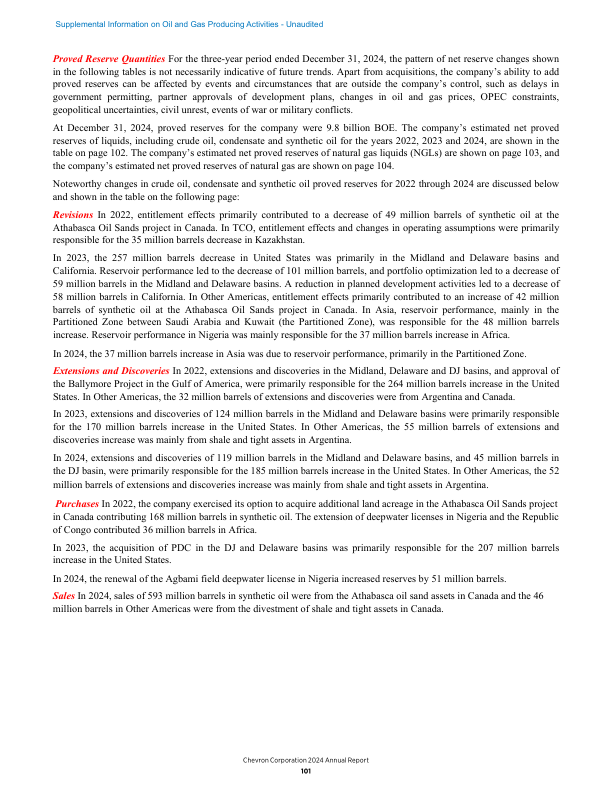 Supplemental Information on Oil and Gas Producing Activities - Unaudited
Proved Reserve Quantities For the three-year period ended December 31, 2024, the pattern of net reserve changes shown
in the following tables is not necessarily indicative of future trends. Apart from acquisitions, the company's ability to add
proved reserves can be affected by events and circumstances that are outside the company's control, such as delays in
government permitting, partner approvals of development plans, changes in oil and gas prices, OPEC constraints,
geopolitical uncertainties, civil unrest, events of war or military conflicts.
At December 31, 2024, proved reserves for the company were 9.8 billion BOE. The company's estimated net proved
reserves of liquids, including crude oil, condensate and synthetic oil for the years 2022, 2023 and 2024, are shown in the
table on page 102. The company's estimated net proved reserves of natural gas liquids (NGLs) are shown on page 103, and
the company's estimated net proved reserves of natural gas are shown on page 104.
Noteworthy changes in crude oil, condensate and synthetic oil proved reserves for 2022 through 2024 are discussed below
and shown in the table on the following page:
Revisions In 2022, entitlement effects primarily contributed to a decrease of 49 million barrels of synthetic oil at the
Athabasca Oil Sands project in Canada. In TCO, entitlement effects and changes in operating assumptions were primarily
responsible for the 35 million barrels decrease in Kazakhstan.
In 2023, the 257 million barrels decrease in United States was primarily in the Midland and Delaware basins and
California. Reservoir performance led to the decrease of 101 million barrels, and portfolio optimization led to a decrease of
59 million barrels in the Midland and Delaware basins. A reduction in planned development activities led to a decrease of
58 million barrels in California. In Other Americas, entitlement effects primarily contributed to an increase of 42 million
barrels of synthetic oil at the Athabasca Oil Sands project in Canada. In Asia, reservoir performance, mainly in the
Partitioned Zone between Saudi Arabia and Kuwait (the Partitioned Zone), was responsible for the 48 million barrels
increase. Reservoir performance in Nigeria was mainly responsible for the 37 million barrels increase in Africa.
In 2024, the 37 million barrels increase in Asia was due to reservoir performance, primarily in the Partitioned Zone.
Extensions and Discoveries In 2022, extensions and discoveries in the Midland, Delaware and DJ basins, and approval of
the Ballymore Project in the Gulf of America, were primarily responsible for the 264 million barrels increase in the United
States. In Other Americas, the 32 million barrels of extensions and discoveries were from Argentina and Canada.
In 2023, extensions and discoveries of 124 million barrels in the Midland and Delaware basins were primarily responsible
for the 170 million barrels increase in the United States. In Other Americas, the 55 million barrels of extensions and
discoveries increase was mainly from shale and tight assets in Argentina.
In 2024, extensions and discoveries of 119 million barrels in the Midland and Delaware basins, and 45 million barrels in
the DJ basin, were primarily responsible for the 185 million barrels increase in the United States. In Other Americas, the 52
million barrels of extensions and discoveries increase was mainly from shale and tight assets in Argentina.
Purchases In 2022, the company exercised its option to acquire additional land acreage in the Athabasca Oil Sands project
in Canada contributing 168 million barrels in synthetic oil. The extension of deepwater licenses in Nigeria and the Republic
of Congo contributed 36 million barrels in Africa.
In 2023, the acquisition of PDC in the DJ and Delaware basins was primarily responsible for the 207 million barrels
increase in the United States.
In 2024, the renewal of the Agbami field deepwater license in Nigeria increased reserves by 51 million barrels.
Sales In 2024, sales of 593 million barrels in synthetic oil were from the Athabasca oil sand assets in Canada and the 46
million barrels in Other Americas were from the divestment of shale and tight assets in Canada.
Chevron Corporation 2024 Annual Report
101